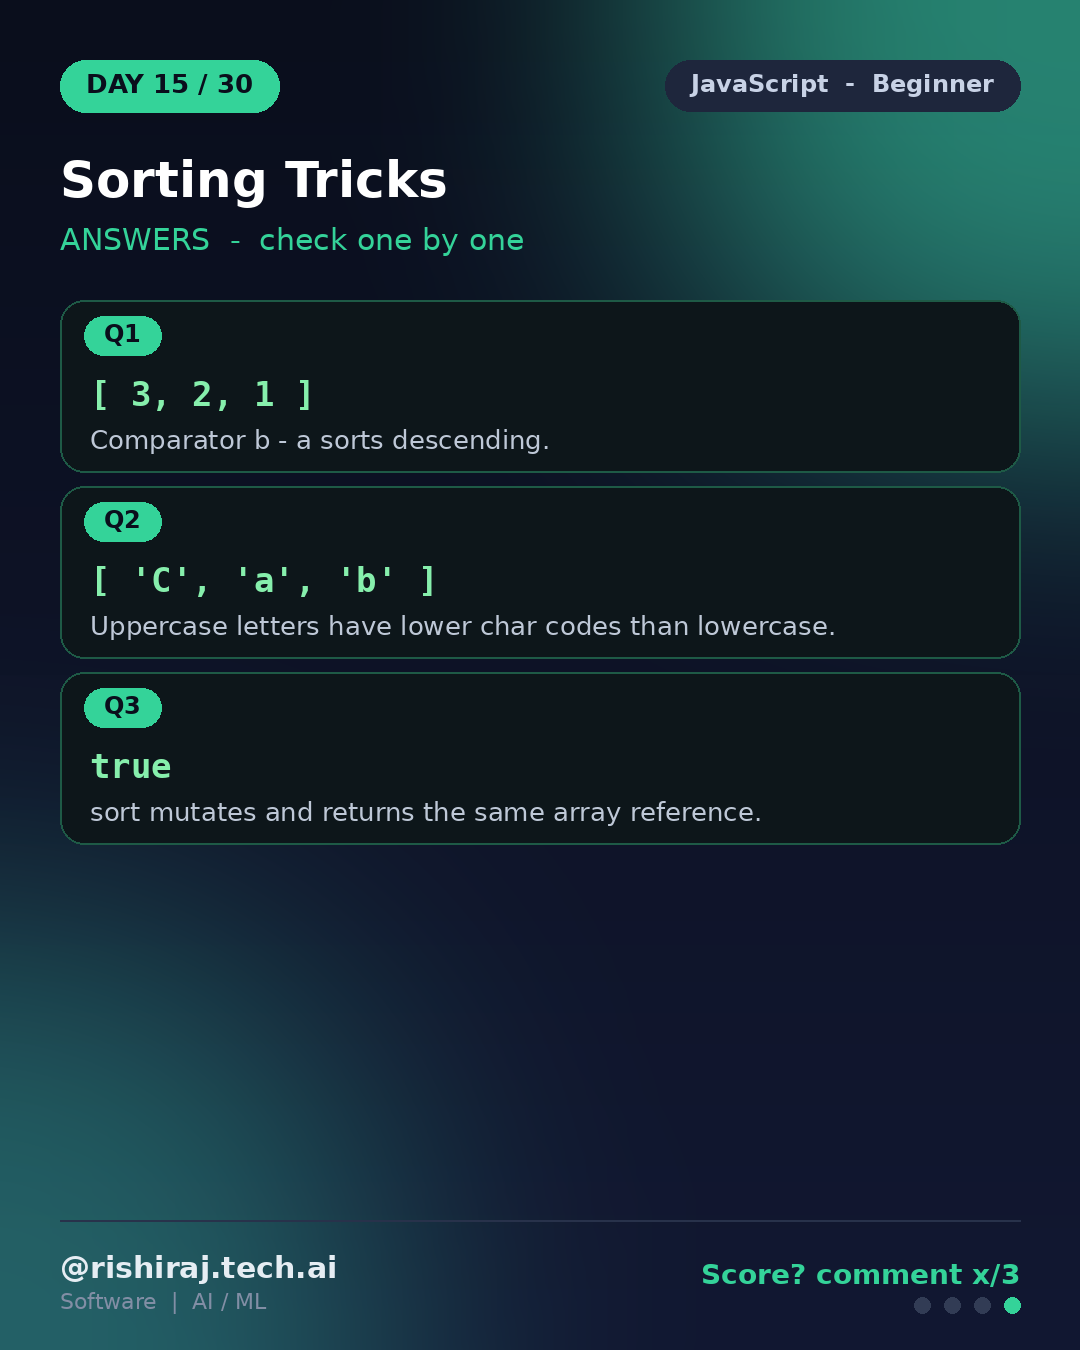 DAY 15 / 30
JavaScript - Beginner
Sorting Tricks
ANSWERS - check one by one
Q1
[ 3, 2, 1 ]
Comparator b - a sorts descending.
Q2
[ 'C', 'a', 'b' ]
Uppercase letters have lower char codes than lowercase.
Q3
true
sort mutates and returns the same array reference.
@rishiraj.tech.ai
Software | AI / ML
Score? comment x/3